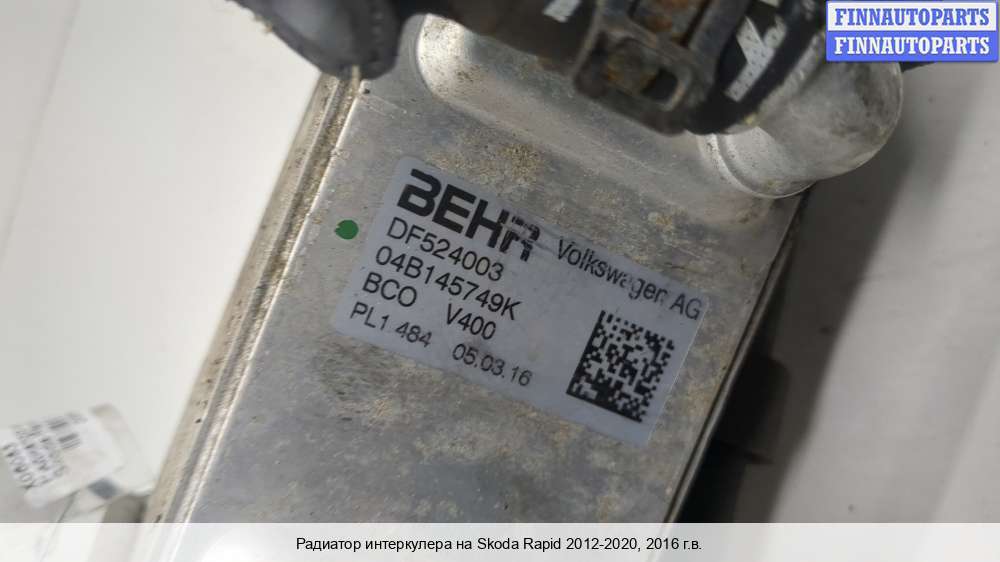 FINNAUTOPARTS
FINNAUTOPARTS
BEHR
Volkswagen AG
DF524003
04B145749K
BCO V400
PL1 484 05.03.16
Радиатор интеркулера на Skoda Rapid 2012-2020, 2016 г.в.